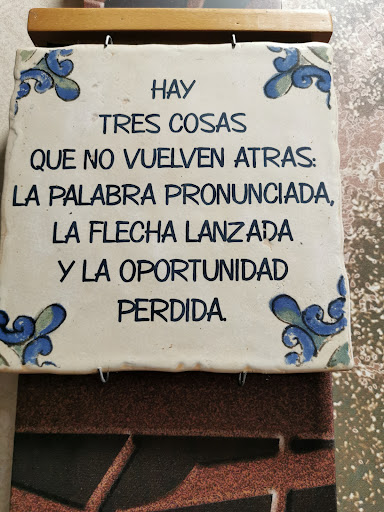 HAY
TRES COSAS
QUE NO VUELVEN ATRAS:
LA PALABRA PRONUNCIADA,
LA FLECHA LANZADA
Y LA OPORTUNIDAD
PERDIDA.